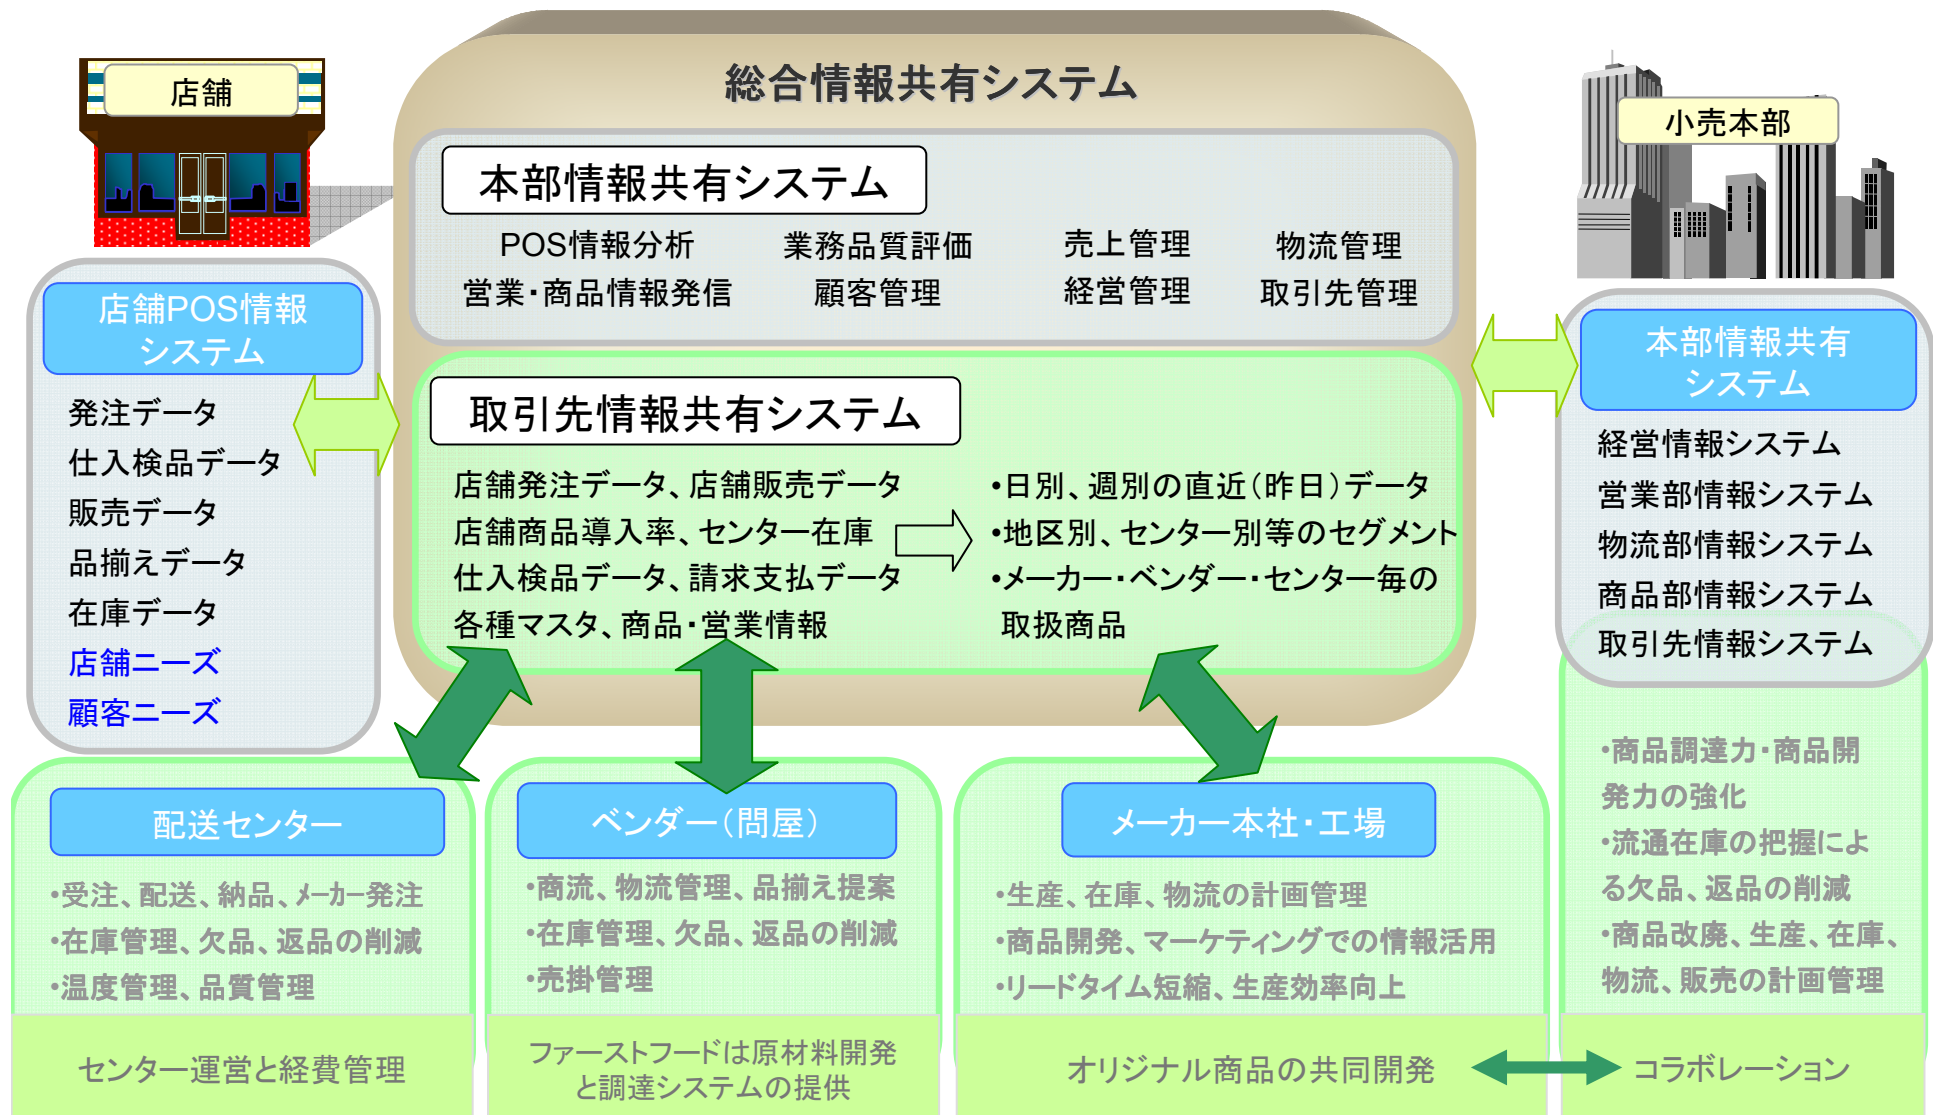 総合情報共有システム
店舗
小売本部
本部情報共有システム
POS情報分析 業務品質評価 売上管理 物流管理
営業・商品情報発信 顧客管理 経営管理 取引先管理
店舗POS情報
システム
発注データ
仕入検品データ
販売データ
品揃えデータ
在庫データ
店舗ニーズ
顧客ニーズ
取引先情報共有システム
店舗発注データ、店舗販売データ
店舗商品導入率、センター在庫
仕入検品データ、請求支払データ
各種マスタ、商品・営業情報
・日別、週別の直近（昨日）データ
・地区別、センター別等のセグメント
・メーカー・ベンダー・センター毎の
取扱商品
本部情報共有
システム
経営情報システム
営業部情報システム
物流部情報システム
商品部情報システム
取引先情報システム
配送センター
・受注、配送、納品、メーカー発注
・在庫管理、欠品、返品の削減
・温度管理、品質管理
センター運営と経費管理
ベンダー（問屋）
・商流、物流管理、品揃え提案
・在庫管理、欠品、返品の削減
・売掛管理
ファーストフードは原材料開発
と調達システムの提供
メーカー本社・工場
・生産、在庫、物流の計画管理
・商品開発、マーケティングでの情報活用
・リードタイム短縮、生産効率向上
オリジナル商品の共同開発
・商品調達力・商品開
発力の強化
・流通在庫の把握によ
る欠品、返品の削減
・商品改廃、生産、在庫、
物流、販売の計画管理
コラボレーション